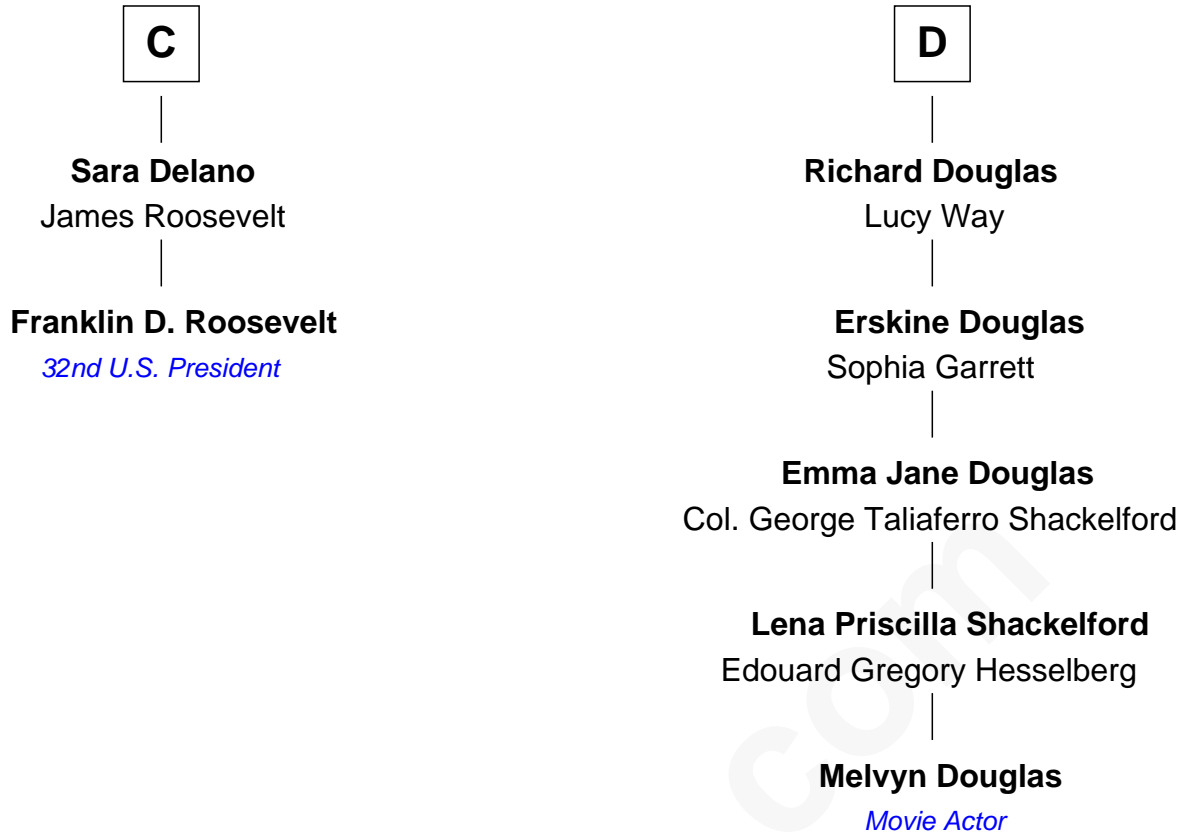 C
Sara Delano
James Roosevelt
Franklin D. Roosevelt
32nd U.S. President
D
Richard Douglas
Lucy Way
Erskine Douglas
Sophia Garrett
Emma Jane Douglas
Col. George Taliaferro Shackelford
Lena Priscilla Shackelford
Edouard Gregory Hesselberg
Melvyn Douglas
Movie Actor
com